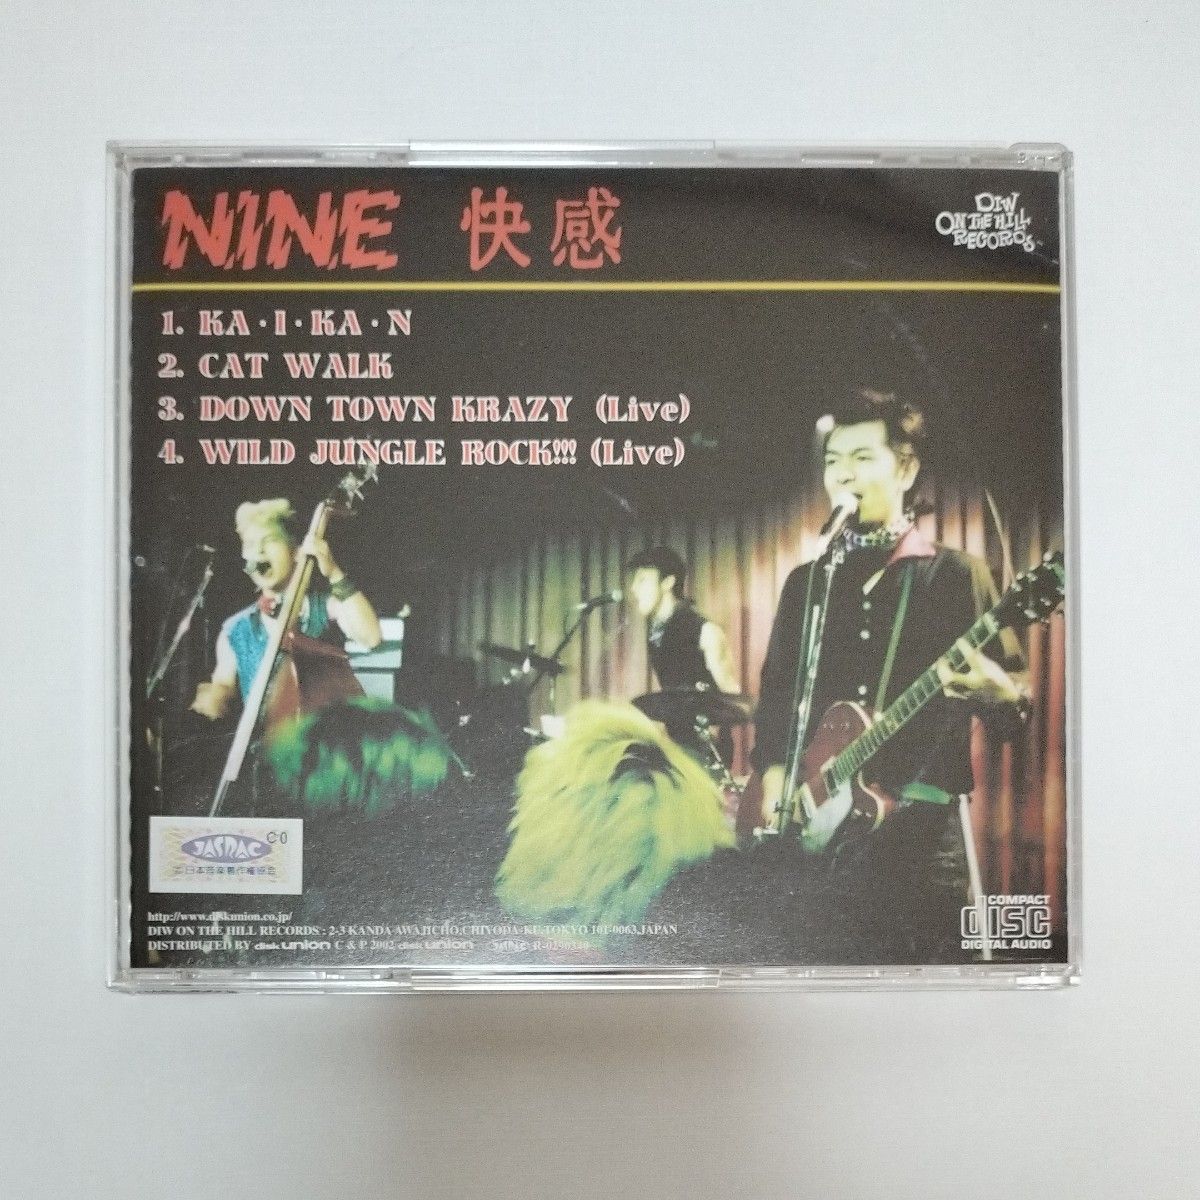 NINE 快感
DIW
ON THE HILL
RECORDS
1. KA・I・KA・N
2. CAT WALK
3. DOWN TOWN KRAZY (Live)
4. WILD JUNGLE ROCK!!! (Live)
C0
JASRAC
日本音楽著作権協会
http://www.diskunion.co.jp/
DIW ON THE HILL RECORDS : 2-3 KANDA-AWAJICHO,CHIYODA-KU,TOKYO 101-0063,JAPAN
DISTRIBUTED BY disk union C & P 2002 disk union
COMPACT
disc
DIGITAL AUDIO